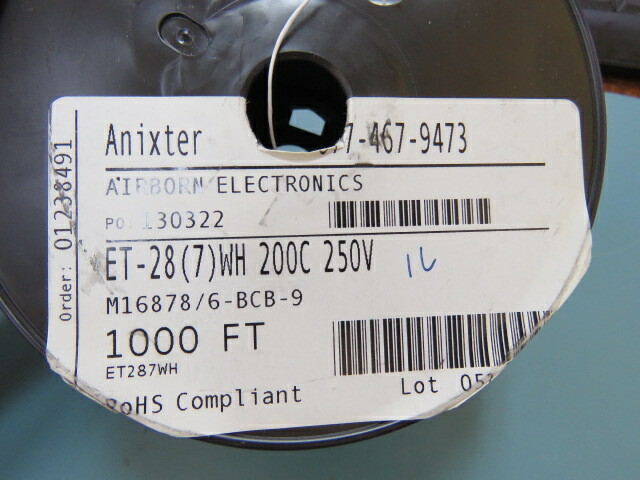 Anixter 7-467-9473
AIRBORN ELECTRONICS
PO. 130322
ET-28(7)WH 200C 250V
M16878/6-BCB-9
1000 FT
ET287WH
RoHS Compliant
Lot
Order: 01238491